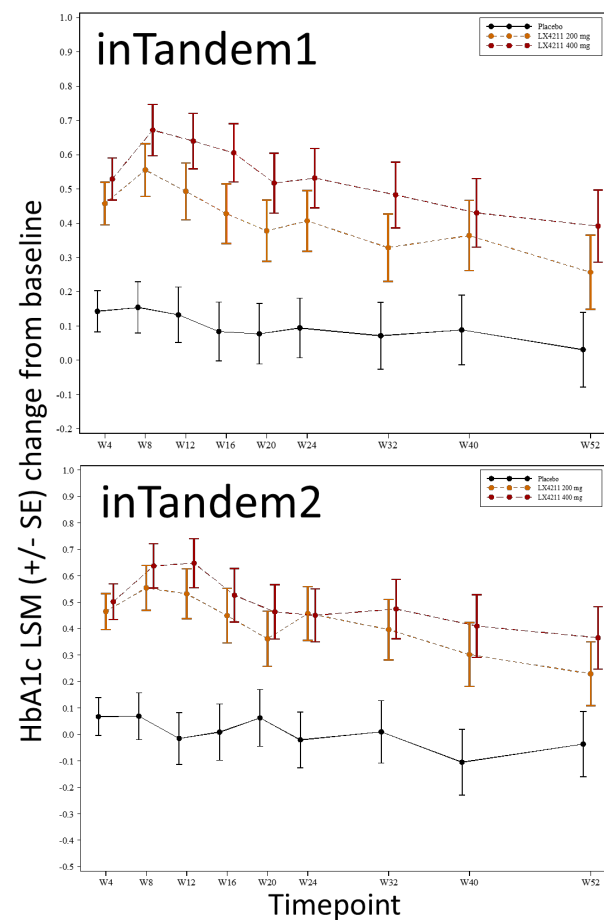 inTandem1
Placebo
LX4211 200 mg
LX4211 400 mg
1.0
0.9
0.8
0.7
0.6
0.5
0.4
0.3
0.2
0.1
0.0
-0.1
-0.2
W4 W8 W12 W16 W20 W24 W32 W40 W52
HbA1c LSM (+/- SE) change from baseline
inTandem2
Placebo
LX4211 200 mg
LX4211 400 mg
1.0
0.9
0.8
0.7
0.6
0.5
0.4
0.3
0.2
0.1
0.0
-0.1
-0.2
-0.3
-0.4
-0.5
W4 W8 W12 W16 W20 W24 W32 W40 W52
Timepoint